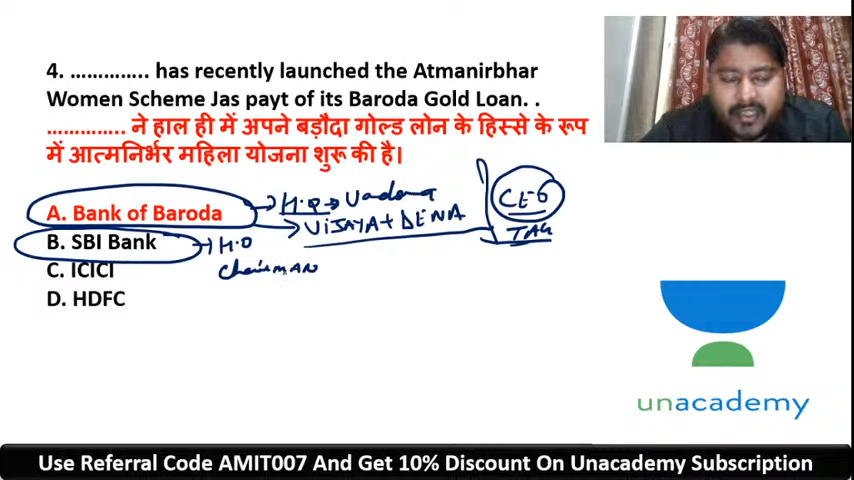 4. ………….. has recently launched the Atmanirbhar
Women Scheme Jas payt of its Baroda Gold Loan. .
………….. ने हाल ही में अपने बड़ौदा गोल्ड लोन के हिस्से के रूप
में आत्मनिर्भर महिला योजना शुरू की है।
A. Bank of Baroda
H.Q → Vadodara
VIJAYA + DENA
CEO
TAG
B. SBI Bank
H.O
Chairman
C. ICICI
D. HDFC
unacademy
Use Referral Code AMIT007 And Get 10% Discount On Unacademy Subscription